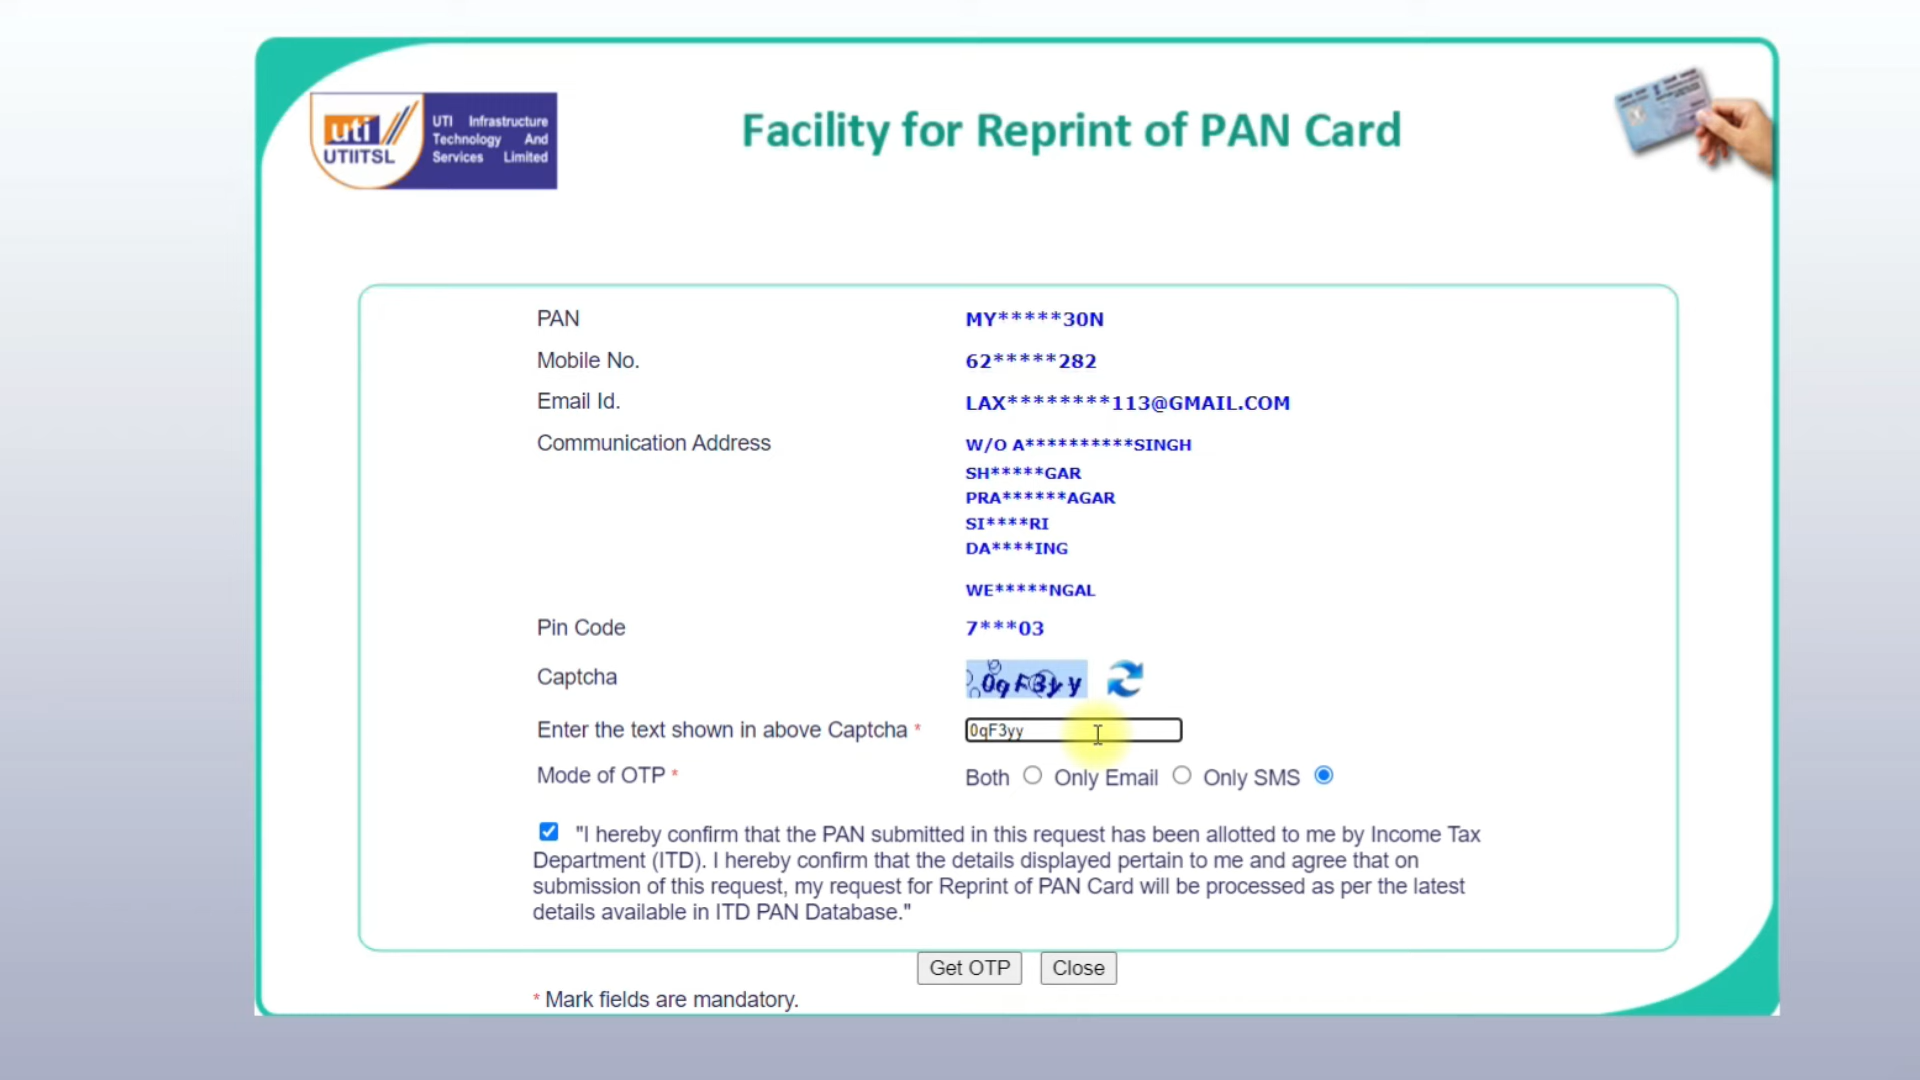 uti
UTIITSL
UTI Infrastructure
Technology And
Services Limited
Facility for Reprint of PAN Card
PAN MY*****30N
Mobile No. 62*****282
Email Id. LAX********113@GMAIL.COM
Communication Address W/O A**********SINGH
SH*****GAR
PRA******AGAR
SI****RI
DA****ING
WE*****NGAL
Pin Code 7***03
Captcha 0qF3yy
Enter the text shown in above Captcha * 0qF3yy
Mode of OTP * Both Only Email Only SMS
"I hereby confirm that the PAN submitted in this request has been allotted to me by Income Tax
Department (ITD). I hereby confirm that the details displayed pertain to me and agree that on
submission of this request, my request for Reprint of PAN Card will be processed as per the latest
details available in ITD PAN Database."
Get OTP Close
* Mark fields are mandatory.